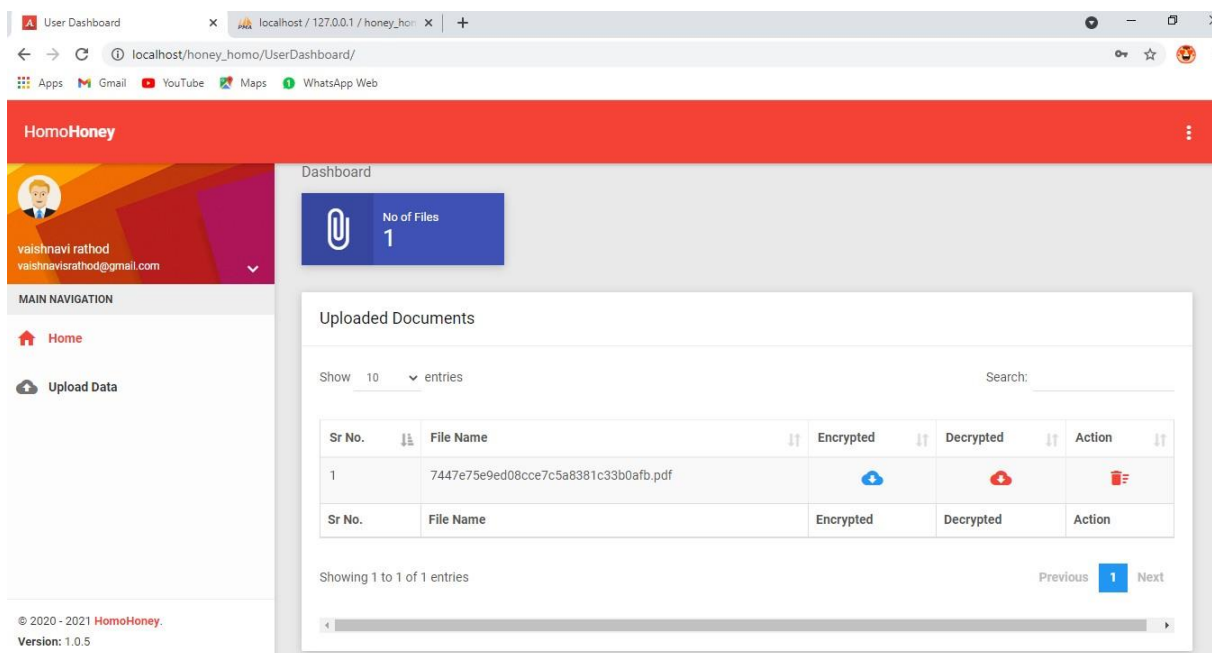 User Dashboard
localhost / 127.0.0.1 / honey_hon
localhost/honey_homo/UserDashboard/
Apps Gmail YouTube Maps WhatsApp Web
HomoHoney
Dashboard
No of Files
1
vaishnavi rathod
vaishnavisrathod@gmail.com
MAIN NAVIGATION
Home
Upload Data
Uploaded Documents
Show 10 entries Search:
Sr No. File Name Encrypted Decrypted Action
1 7447e75e9ed08cce7c5a8381c33b0afb.pdf
Sr No. File Name Encrypted Decrypted Action
Showing 1 to 1 of 1 entries Previous 1 Next
© 2020 - 2021 HomoHoney.
Version: 1.0.5